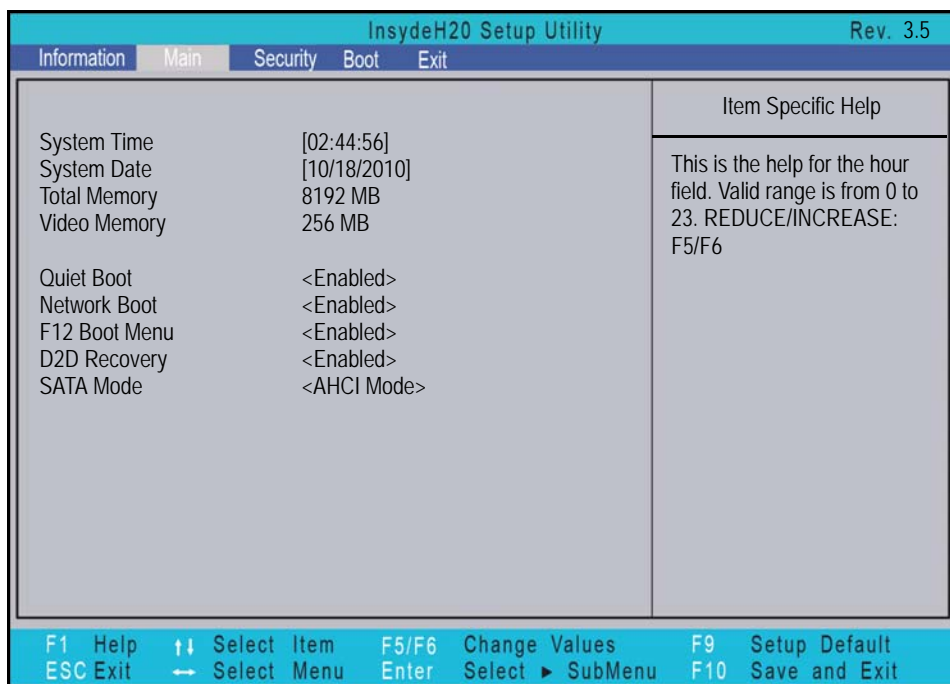 InsydeH20 Setup Utility Rev. 3.5
Information Main Security Boot Exit
System Time [02:44:56]
System Date [10/18/2010]
Total Memory 8192 MB
Video Memory 256 MB
Quiet Boot <Enabled>
Network Boot <Enabled>
F12 Boot Menu <Enabled>
D2D Recovery <Enabled>
SATA Mode <AHCI Mode>
Item Specific Help
This is the help for the hour
field. Valid range is from 0 to
23. REDUCE/INCREASE:
F5/F6
F1 Help ↑↓ Select Item F5/F6 Change Values F9 Setup Default
ESC Exit ↔ Select Menu Enter Select ► SubMenu F10 Save and Exit